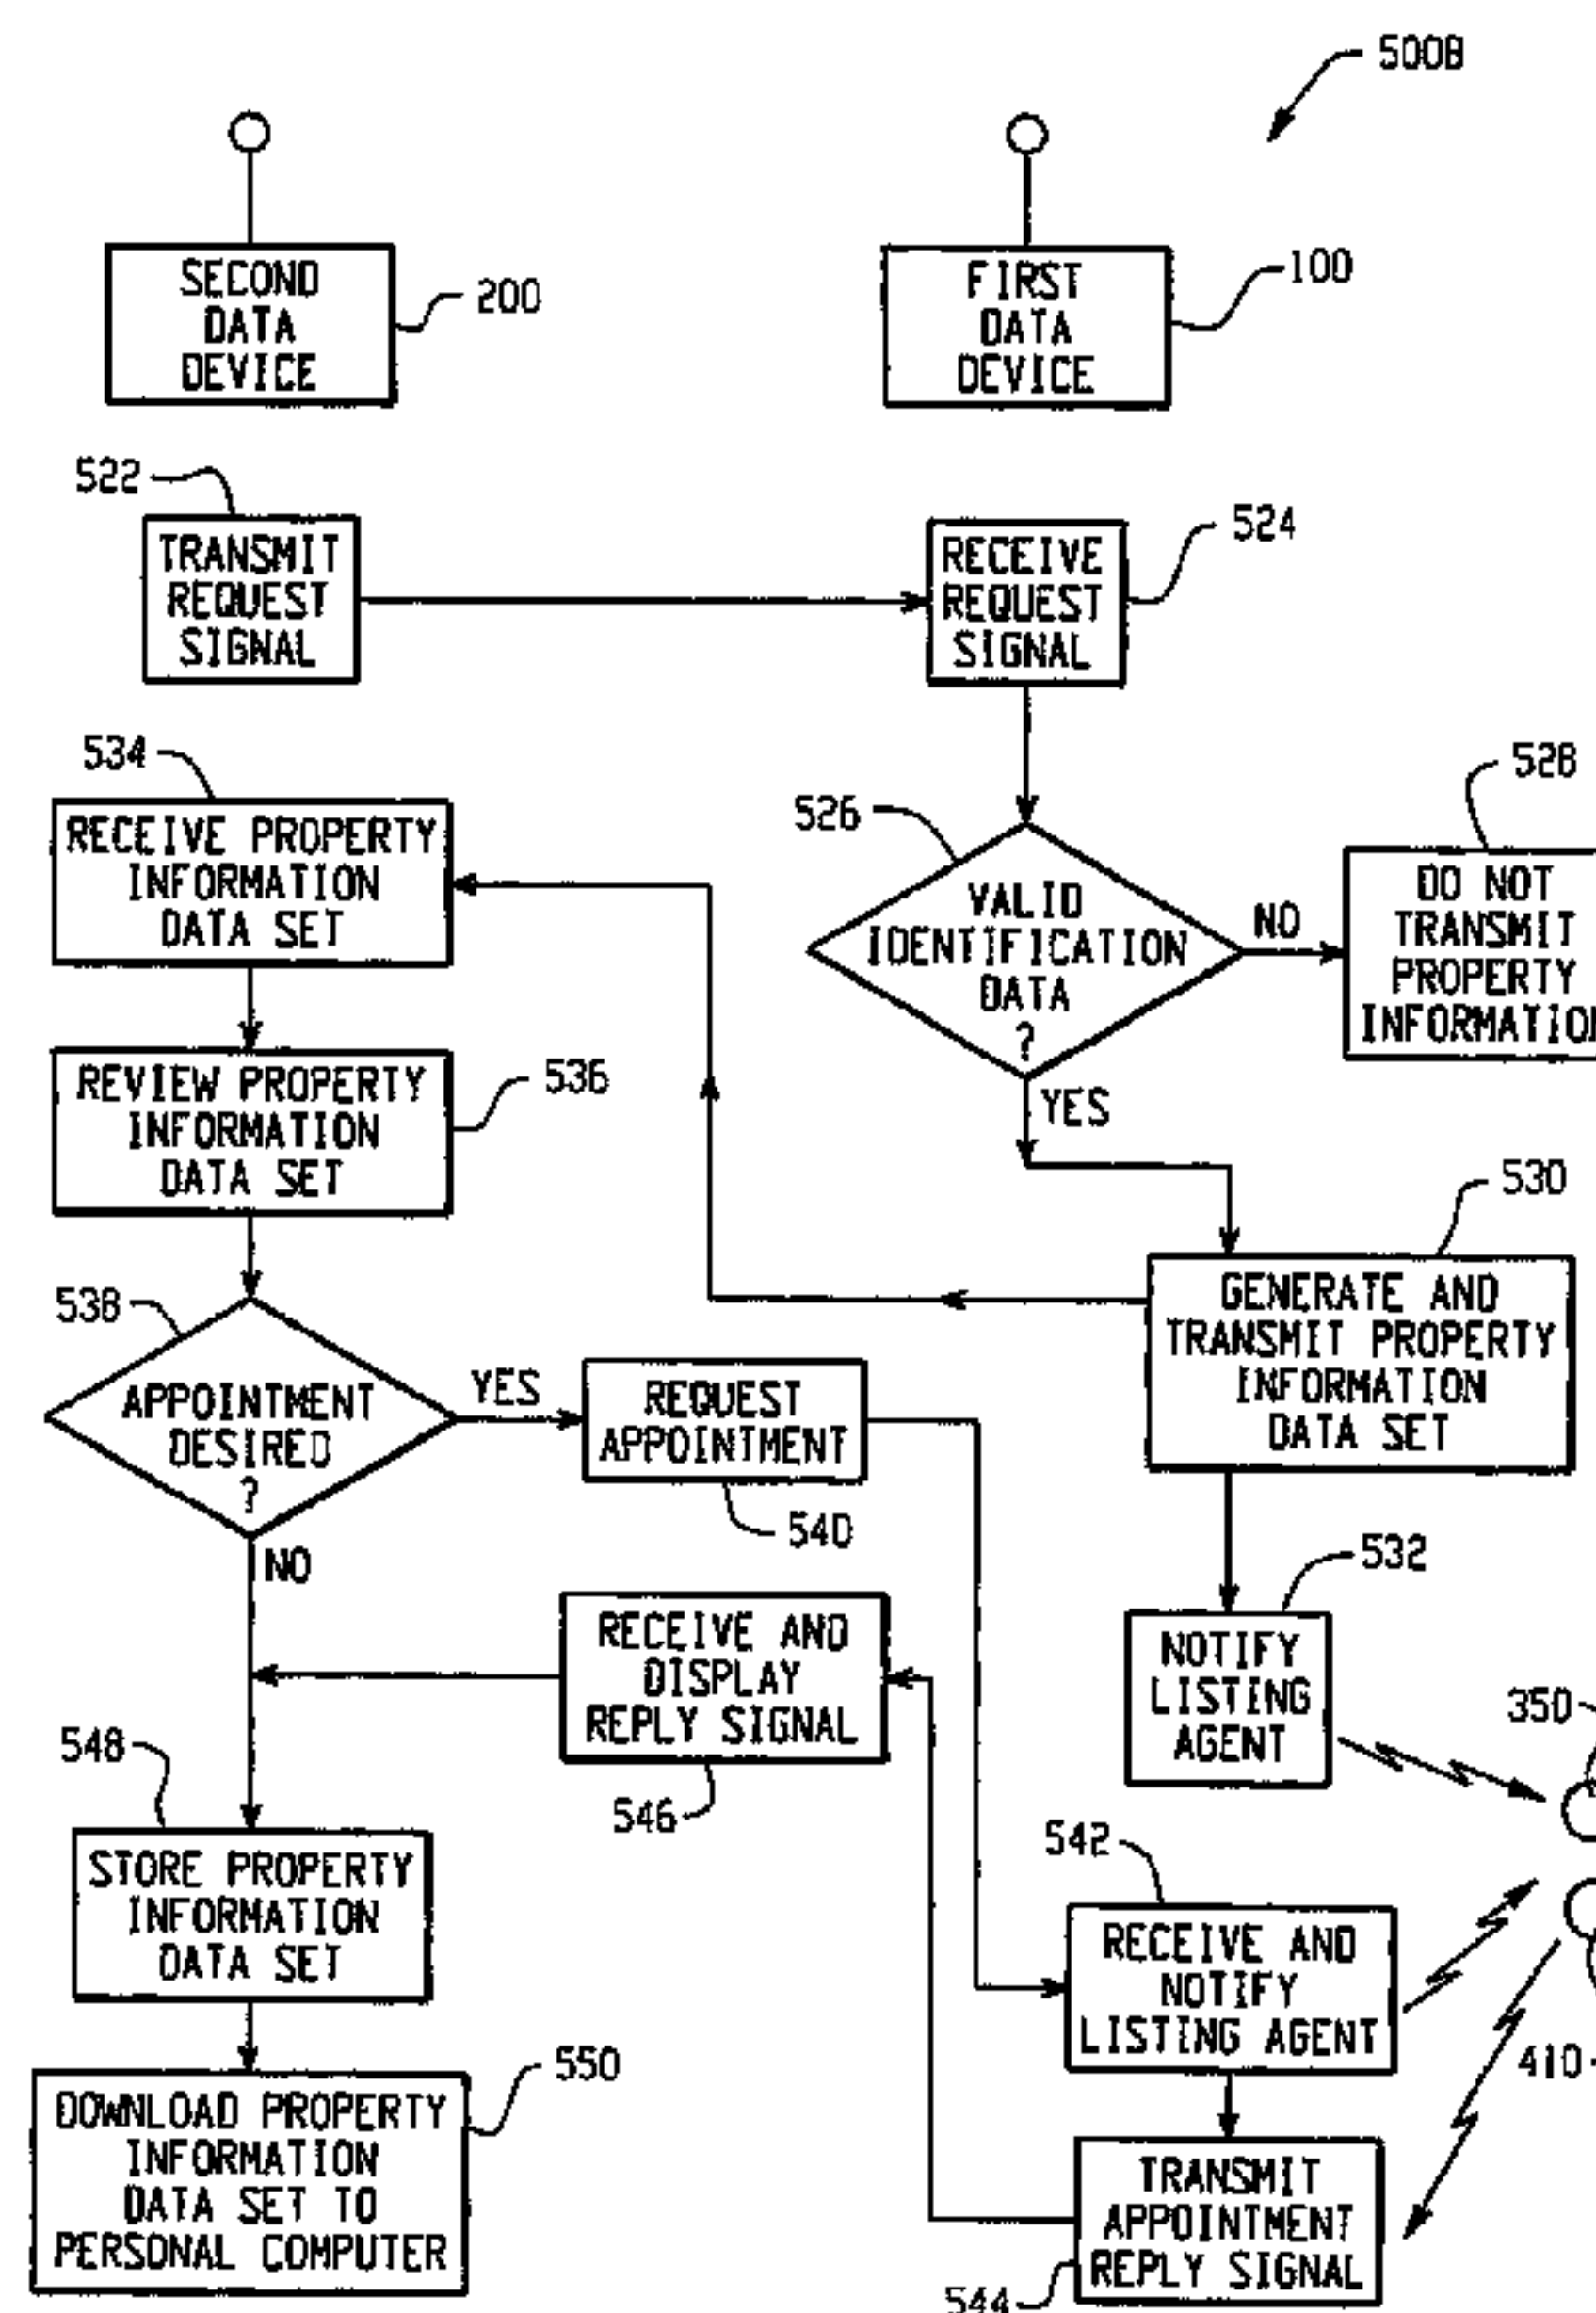 500B
SECOND
DATA
DEVICE
200
FIRST
DATA
DEVICE
100
522
TRANSMIT
REQUEST
SIGNAL
RECEIVE
REQUEST
SIGNAL
524
534
RECEIVE PROPERTY
INFORMATION
DATA SET
526
VALID
IDENTIFICATION
DATA
?
NO
528
DO NOT
TRANSMIT
PROPERTY
INFORMATION
YES
REVIEW PROPERTY
INFORMATION
DATA SET
536
530
GENERATE AND
TRANSMIT PROPERTY
INFORMATION
DATA SET
538
APPOINTMENT
DESIRED
?
YES
REQUEST
APPOINTMENT
540
NO
532
NOTIFY
LISTING
AGENT
350
RECEIVE AND
DISPLAY
REPLY SIGNAL
546
548
STORE PROPERTY
INFORMATION
DATA SET
542
RECEIVE AND
NOTIFY
LISTING AGENT
410
550
DOWNLOAD PROPERTY
INFORMATION
DATA SET TO
PERSONAL COMPUTER
TRANSMIT
APPOINTMENT
REPLY SIGNAL
544